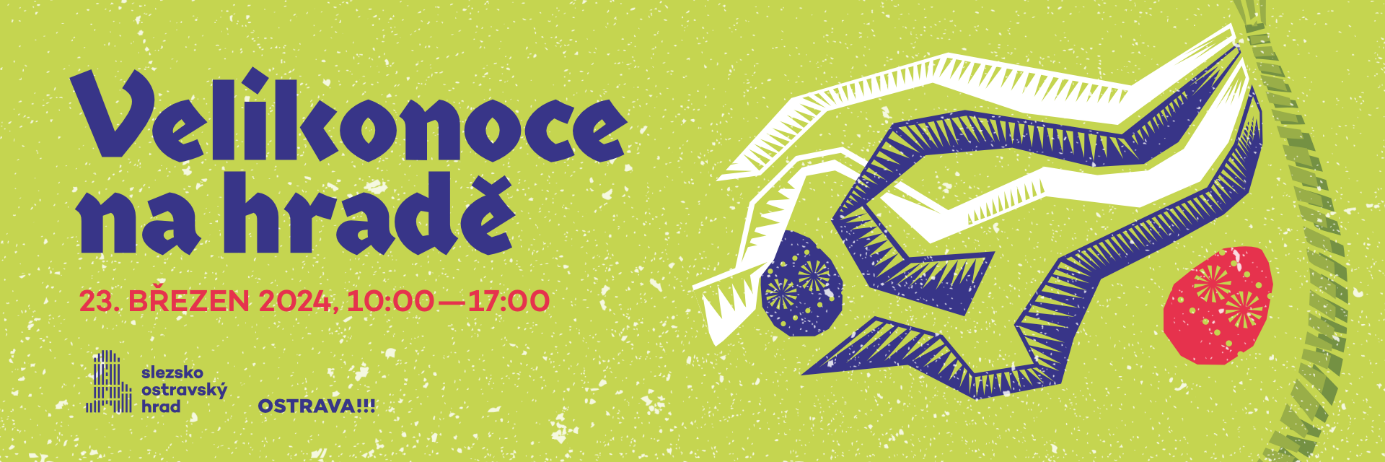 Velikonoce
na hradě
23. BŘEZEN 2024, 10:00—17:00
slezsko
ostravský
hrad
OSTRAVA!!!